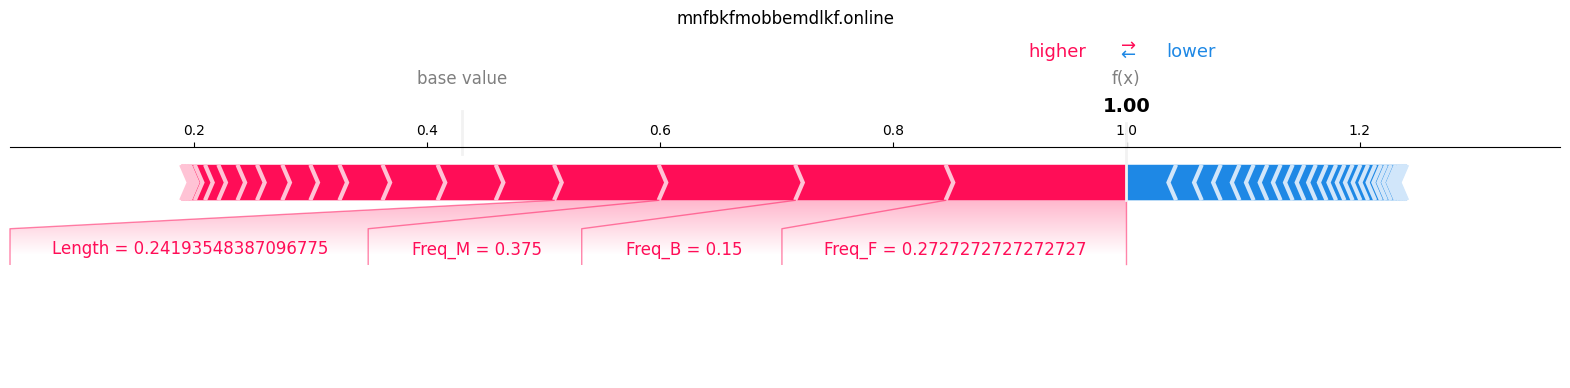 mnfbkfmobbemdlkf.online
higher ⇄ lower
base value f(x)
1.00
0.2 0.4 0.6 0.8 1.0 1.2
Length = 0.24193548387096775 Freq_M = 0.375 Freq_B = 0.15 Freq_F = 0.2727272727272727